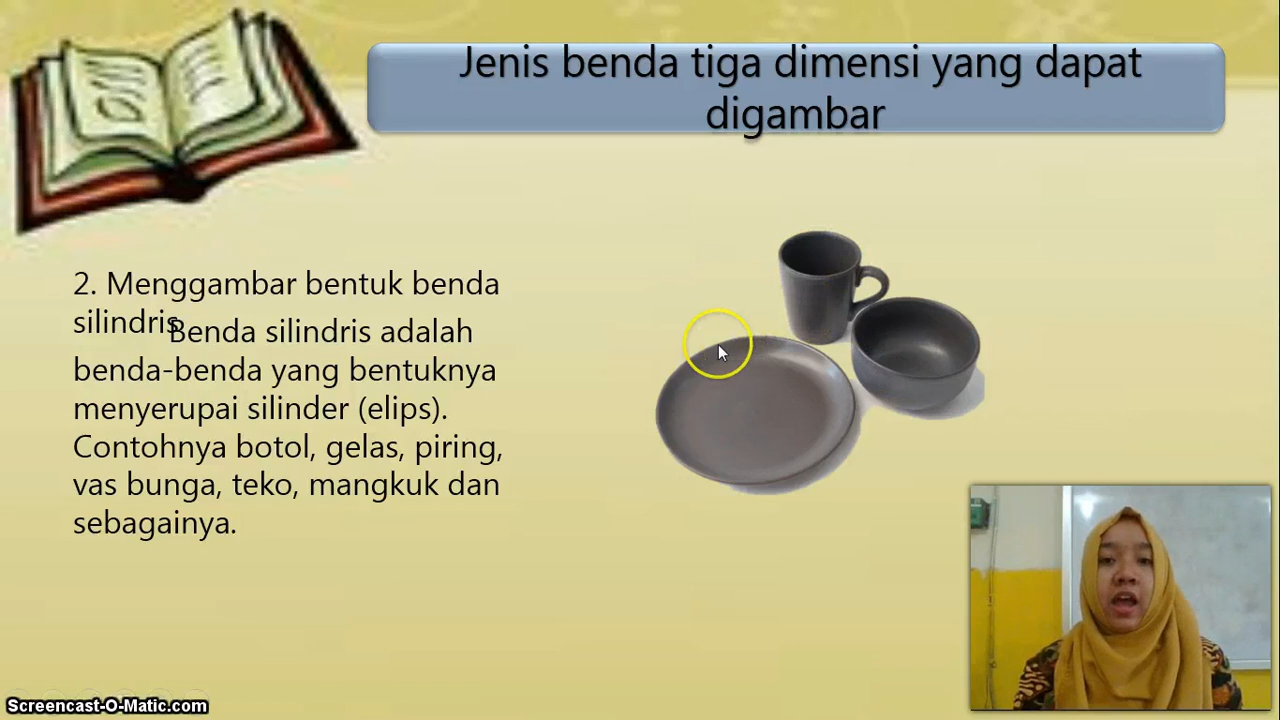 Jenis benda tiga dimensi yang dapat
digambar
2. Menggambar bentuk benda
silindris
Benda silindris adalah
benda-benda yang bentuknya
menyerupai silinder (elips).
Contohnya botol, gelas, piring,
vas bunga, teko, mangkuk dan
sebagainya.
Screencast-O-Matic.com